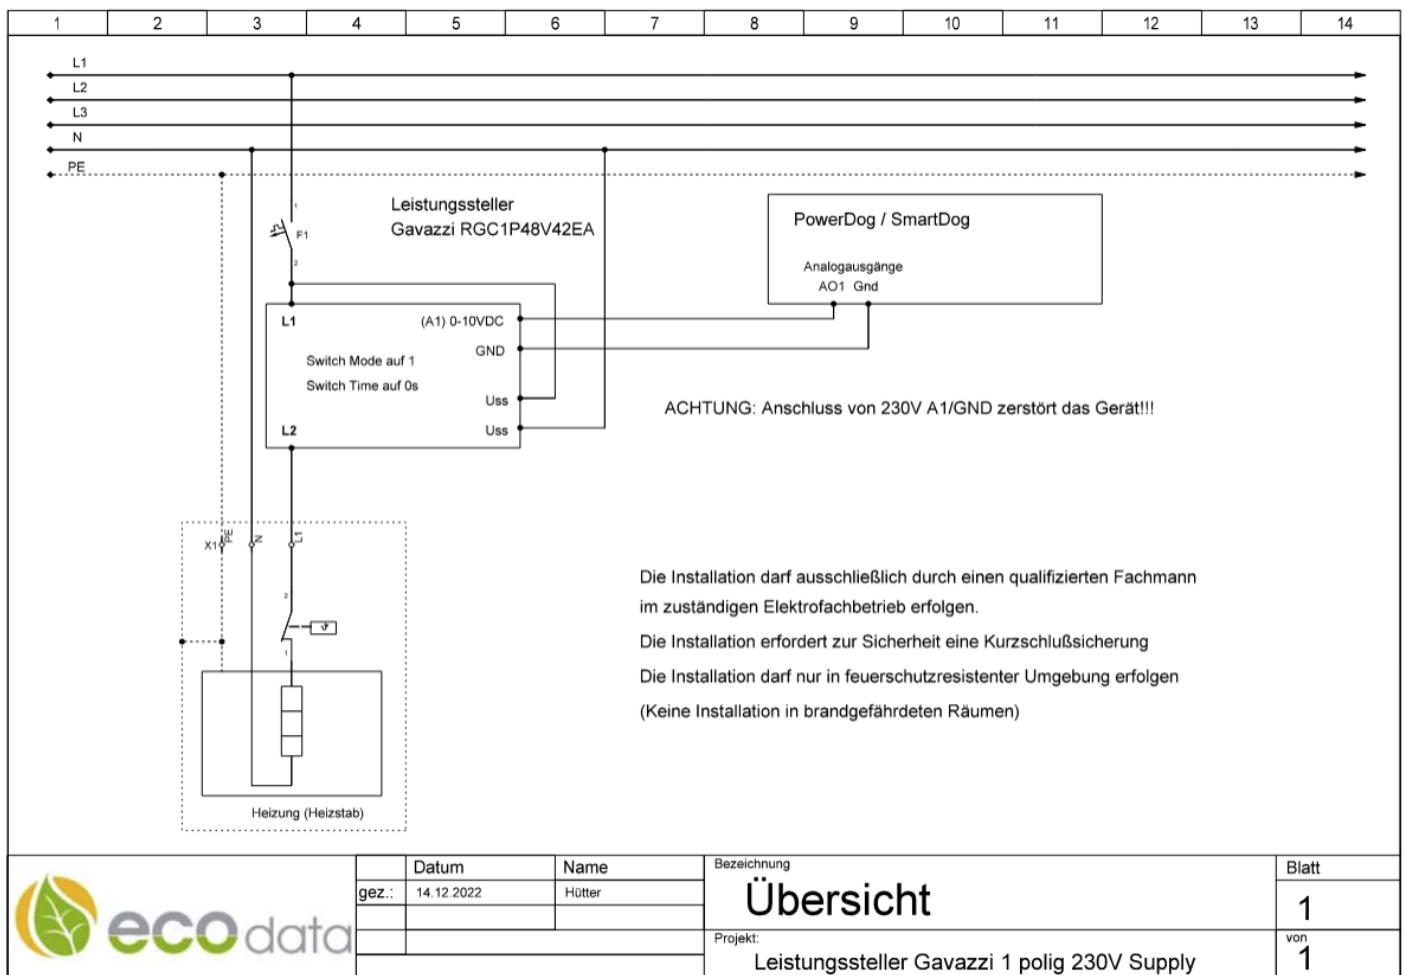 1 2 3 4 5 6 7 8 9 10 11 12 13 14
L1
L2
L3
N
PE
Leistungssteller
Gavazzi RGC1P48V42EA
PowerDog / SmartDog
1
F1
2
Analogausgänge
AO1 Gnd
L1 (A1) 0-10VDC
GND
Switch Mode auf 1
Switch Time auf 0s
Uss
ACHTUNG: Anschluss von 230V A1/GND zerstört das Gerät!!!
L2 Uss
X1 PE N L1
Die Installation darf ausschließlich durch einen qualifizierten Fachmann
im zuständigen Elektrofachbetrieb erfolgen.
2
ϑ
1
Die Installation erfordert zur Sicherheit eine Kurzschlußsicherung
Die Installation darf nur in feuerschutzresistenter Umgebung erfolgen
(Keine Installation in brandgefährdeten Räumen)
Heizung (Heizstab)
ecodata
Datum Name
gez.: 14.12.2022 Hütter
Bezeichnung
Übersicht
Blatt
1
Projekt:
Leistungssteller Gavazzi 1 polig 230V Supply
von
1